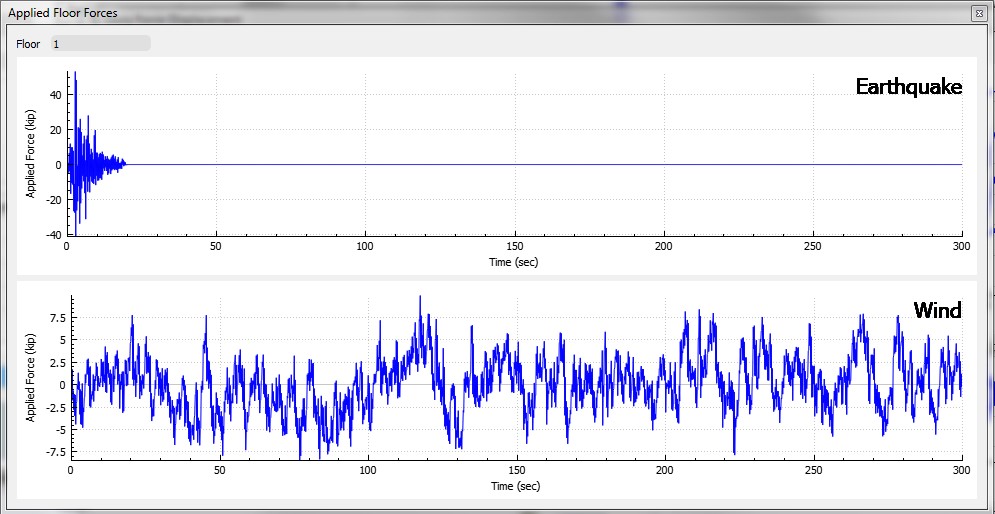 Applied Floor Forces
Floor 1
Earthquake
Applied Force (kip)
40
20
0
-20
-40
0 50 100 150 200 250 300
Time (sec)
Wind
Applied Force (kip)
7.5
5
2.5
0
-2.5
-5
-7.5
0 50 100 150 200 250 300
Time (sec)